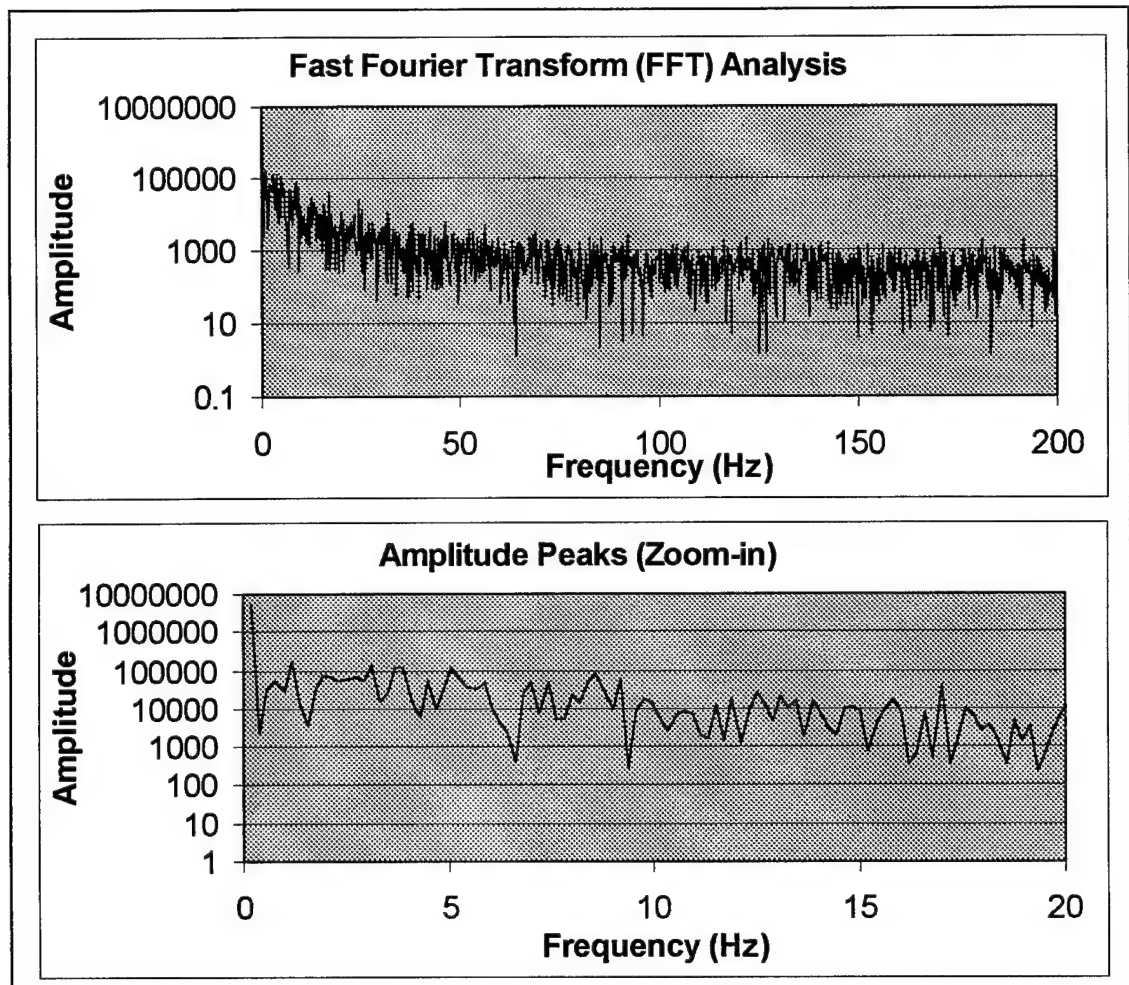 Fast Fourier Transform (FFT) Analysis
10000000
100000
1000
10
0.1
Amplitude
0 50 100 150 200
Frequency (Hz)
Amplitude Peaks (Zoom-in)
10000000
1000000
100000
10000
1000
100
10
1
Amplitude
0 5 10 15 20
Frequency (Hz)